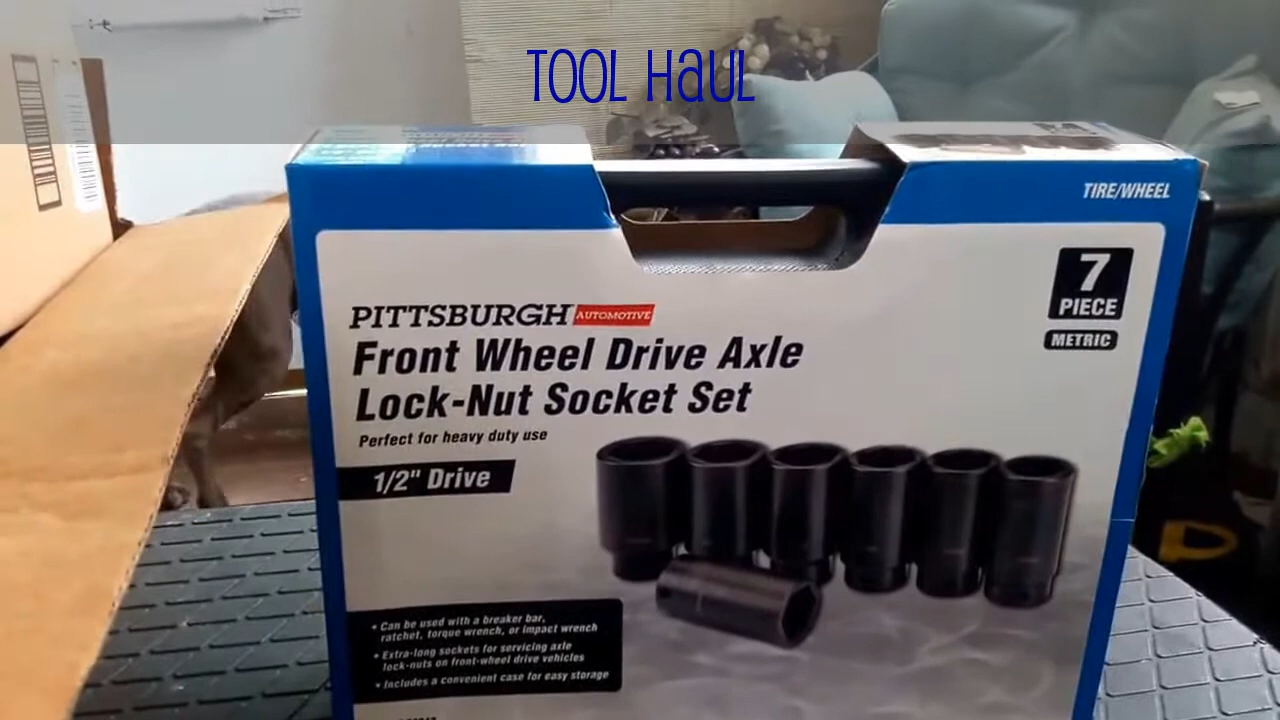 TOOL HaUL
TIRE/WHEEL
7
PIECE
METRIC
PITTSBURGH AUTOMOTIVE
Front Wheel Drive Axle
Lock-Nut Socket Set
Perfect for heavy duty use
1/2" Drive
• Can be used with a breaker bar,
ratchet, torque wrench, or impact wrench
• Extra-long sockets for servicing axle
lock-nuts on front-wheel drive vehicles
• Includes a convenient case for easy storage